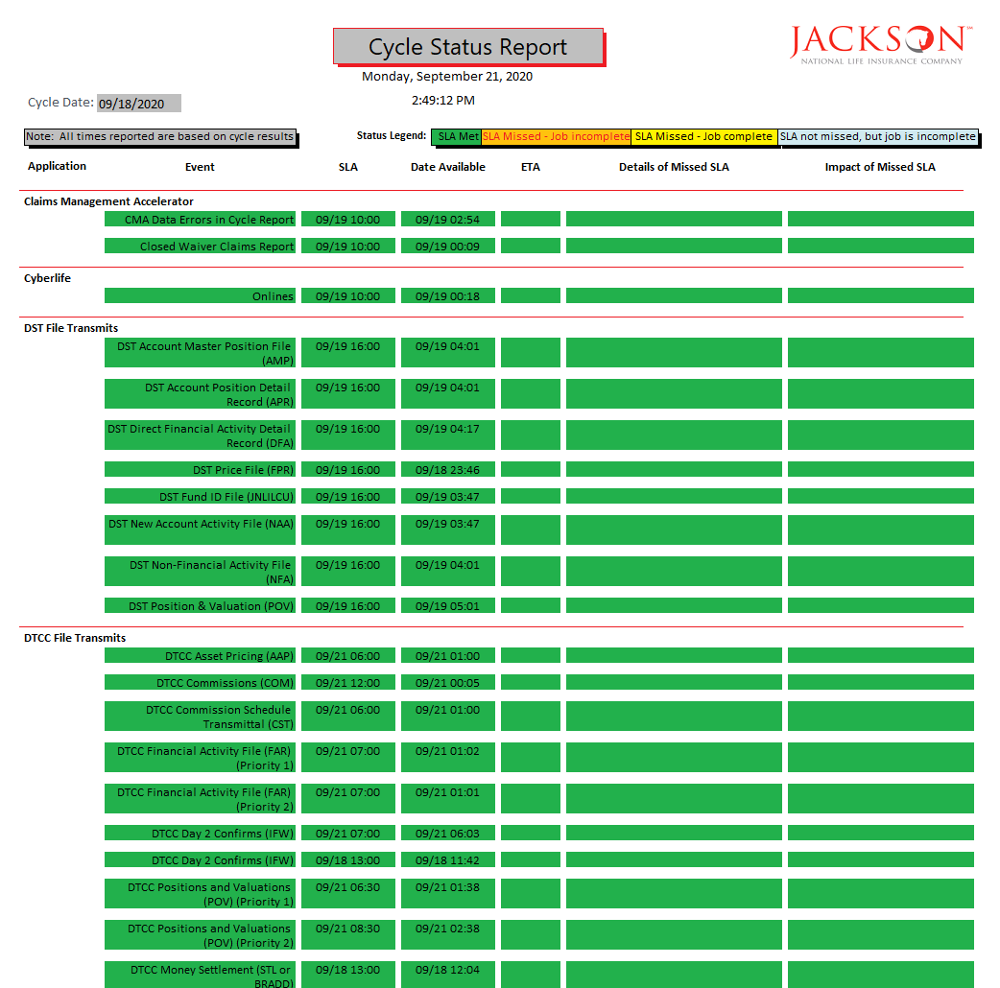 Cycle Status Report
JACKSON℠
NATIONAL LIFE INSURANCE COMPANY
Monday, September 21, 2020
Cycle Date: 09/18/2020
2:49:12 PM
Note: All times reported are based on cycle results
Status Legend: SLA Met SLA Missed - Job incomplete SLA Missed - Job complete SLA not missed, but job is incomplete
Application Event SLA Date Available ETA Details of Missed SLA Impact of Missed SLA
Claims Management Accelerator
CMA Data Errors in Cycle Report 09/19 10:00 09/19 02:54
Closed Waiver Claims Report 09/19 10:00 09/19 00:09
Cyberlife
Onlines 09/19 10:00 09/19 00:18
DST File Transmits
DST Account Master Position File 09/19 16:00 09/19 04:01
(AMP)
DST Account Position Detail 09/19 16:00 09/19 04:01
Record (APR)
DST Direct Financial Activity Detail 09/19 16:00 09/19 04:17
Record (DFA)
DST Price File (FPR) 09/19 16:00 09/18 23:46
DST Fund ID File (JNLILCU) 09/19 16:00 09/19 03:47
DST New Account Activity File (NAA) 09/19 16:00 09/19 03:47
DST Non-Financial Activity File 09/19 16:00 09/19 04:01
(NFA)
DST Position & Valuation (POV) 09/19 16:00 09/19 05:01
DTCC File Transmits
DTCC Asset Pricing (AAP) 09/21 06:00 09/21 01:00
DTCC Commissions (COM) 09/21 12:00 09/21 00:05
DTCC Commission Schedule 09/21 06:00 09/21 01:00
Transmittal (CST)
DTCC Financial Activity File (FAR) 09/21 07:00 09/21 01:02
(Priority 1)
DTCC Financial Activity File (FAR) 09/21 07:00 09/21 01:01
(Priority 2)
DTCC Day 2 Confirms (IFW) 09/21 07:00 09/21 06:03
DTCC Day 2 Confirms (IFW) 09/18 13:00 09/18 11:42
DTCC Positions and Valuations 09/21 06:30 09/21 01:38
(POV) (Priority 1)
DTCC Positions and Valuations 09/21 08:30 09/21 02:38
(POV) (Priority 2)
DTCC Money Settlement (STL or 09/18 13:00 09/18 12:04
BRADD)